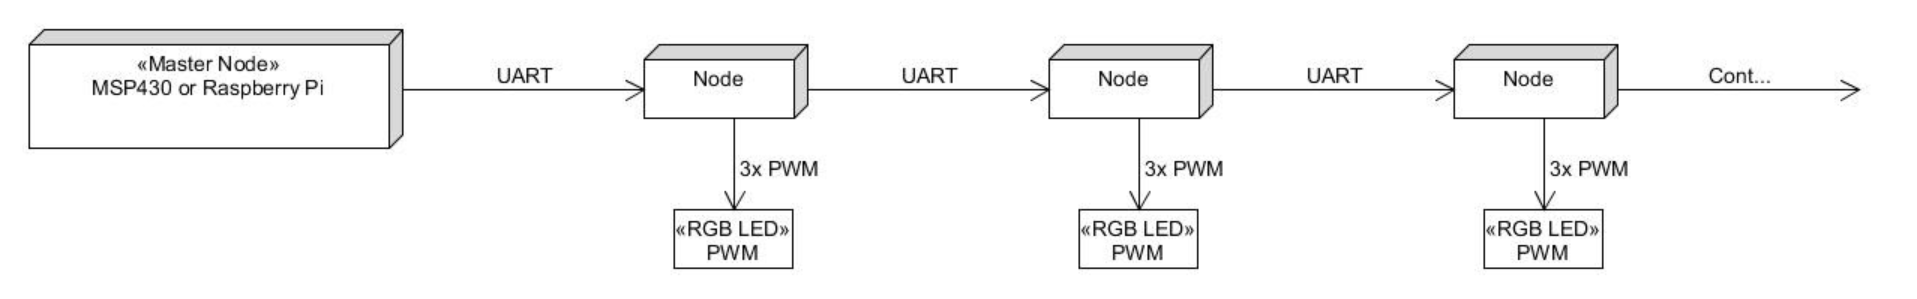 «Master Node»
MSP430 or Raspberry Pi
UART
Node
UART
Node
UART
Node
Cont...
3x PWM
3x PWM
3x PWM
«RGB LED»
PWM
«RGB LED»
PWM
«RGB LED»
PWM